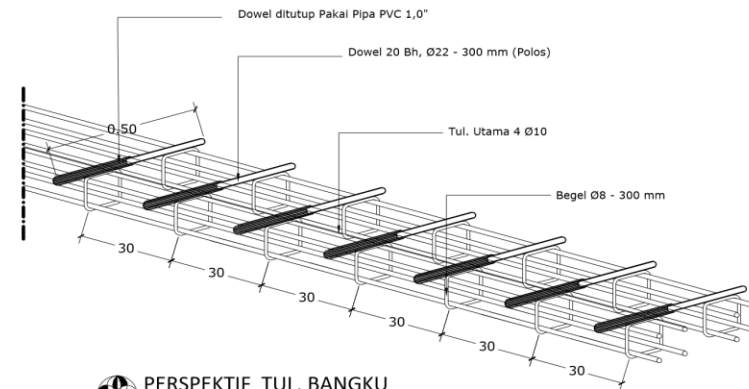 Dowel ditutup Pakai Pipa PVC 1,0"
Dowel 20 Bh, Ø22 - 300 mm (Polos)
0,50
Tul. Utama 4 Ø10
Begel Ø8 - 300 mm
30
30
30
30
30
30
PERSPEKTIF TUL. BANGKU